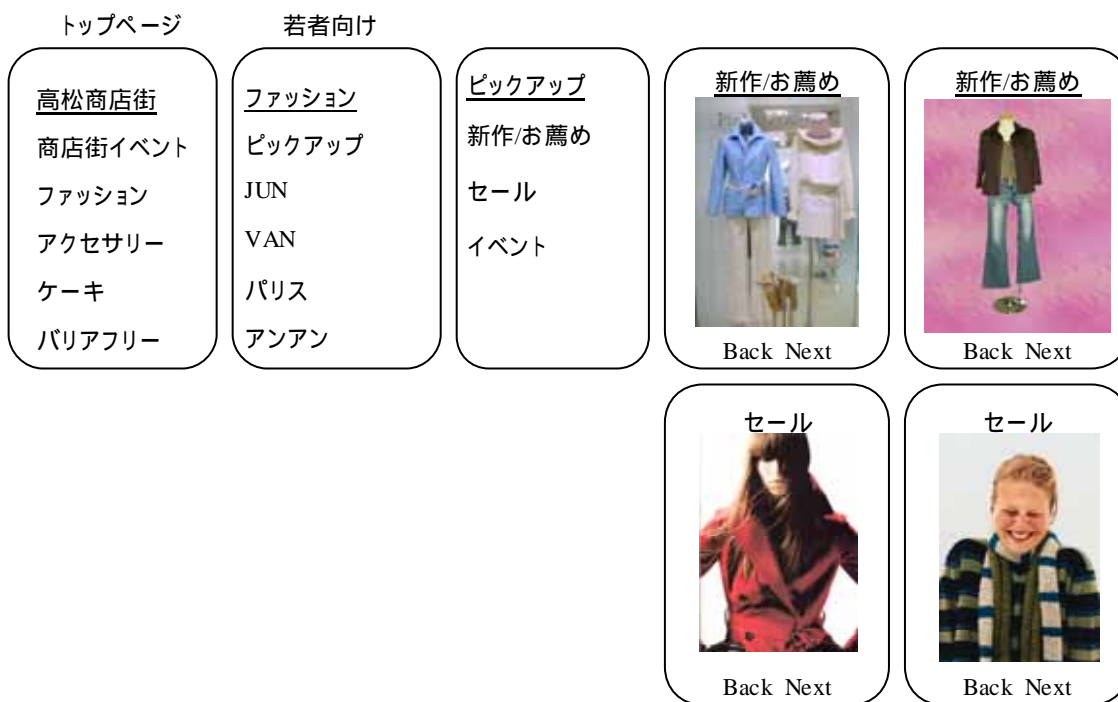 トップページ
若者向け
高松商店街
商店街イベント
ファッション
アクセサリー
ケーキ
バリアフリー
ファッション
ピックアップ
JUN
VAN
パリス
アンアン
ピックアップ
新作/お薦め
セール
イベント
新作/お薦め
Back Next
新作/お薦め
Back Next
セール
Back Next
セール
Back Next